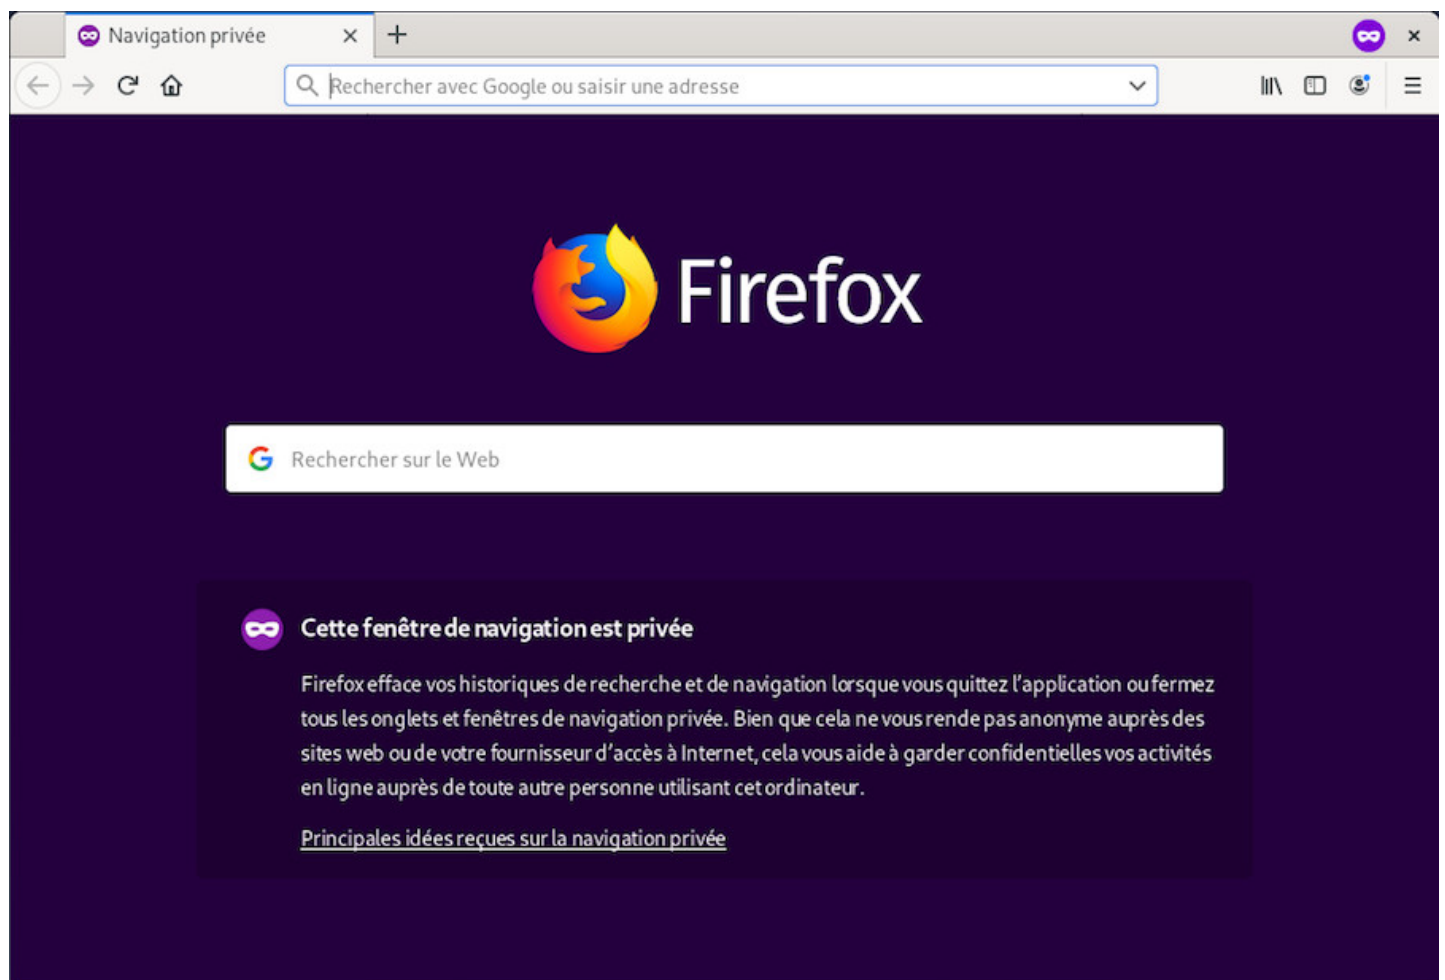 Navigation privée
Rechercher avec Google ou saisir une adresse
Firefox
Rechercher sur le Web
Cette fenêtre de navigation est privée
Firefox efface vos historiques de recherche et de navigation lorsque vous quittez l’application ou fermez
tous les onglets et fenêtres de navigation privée. Bien que cela ne vous rende pas anonyme auprès des
sites web ou de votre fournisseur d’accès à Internet, cela vous aide à garder confidentielles vos activités
en ligne auprès de toute autre personne utilisant cet ordinateur.
Principales idées reçues sur la navigation privée